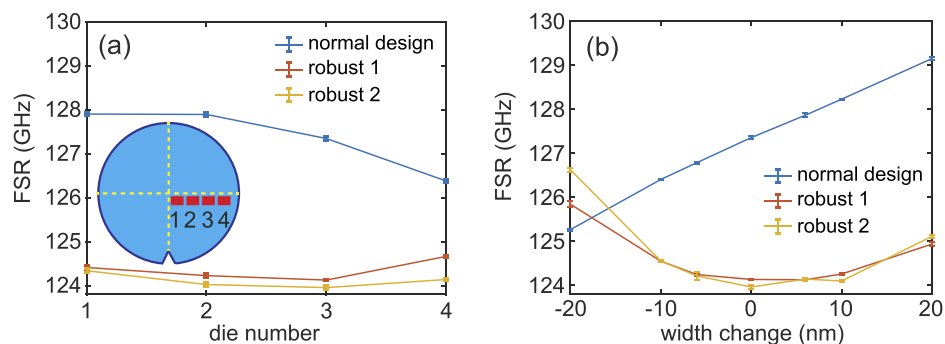 (a)
normal design
robust 1
robust 2
FSR (GHz)
130
129
128
127
126
125
124
1 2 3 4
1 2 3 4
die number
(b)
normal design
robust 1
robust 2
FSR (GHz)
130
129
128
127
126
125
124
-20 -10 0 10 20
width change (nm)